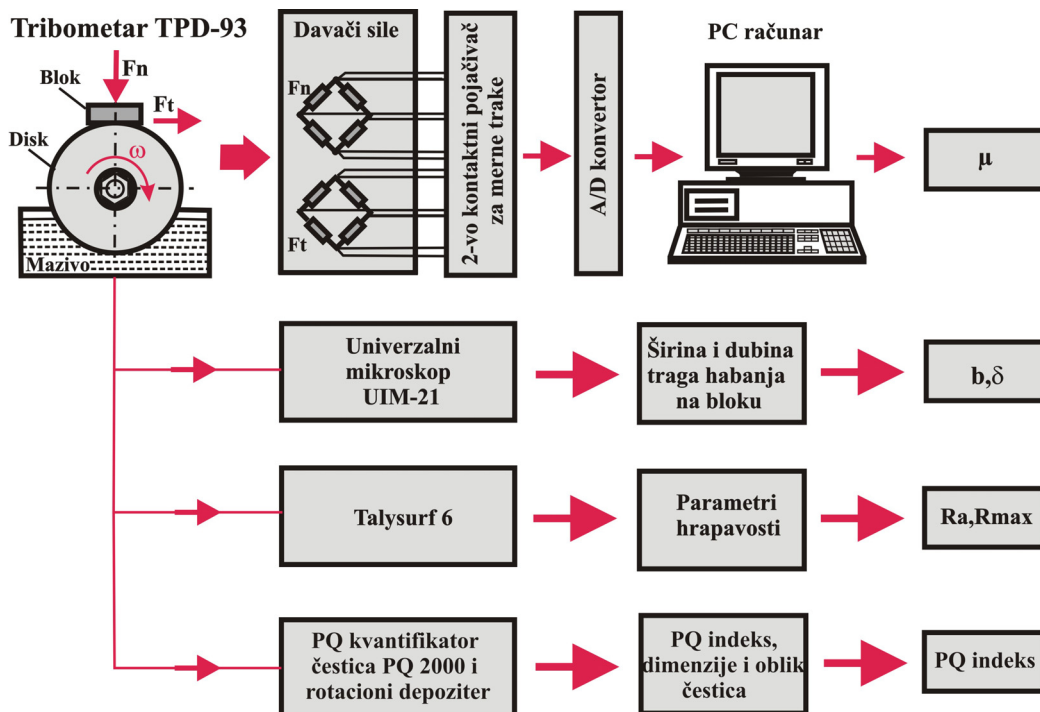 Tribometar TPD-93
Fn
Blok
Ft
Disk
ω
Mazivo
Davači sile
Fn
Ft
2-vo kontaktni pojačivač
za merne trake
A/D konvertor
PC računar
μ
Univerzalni
mikroskop
UIM-21
Širina i dubina
traga habanja
na bloku
b,δ
Talysurf 6
Parametri
hrapavosti
Ra,Rmax
PQ kvantifikator
čestica PQ 2000 i
rotacioni depoziter
PQ indeks,
dimenzije i oblik
čestica
PQ indeks